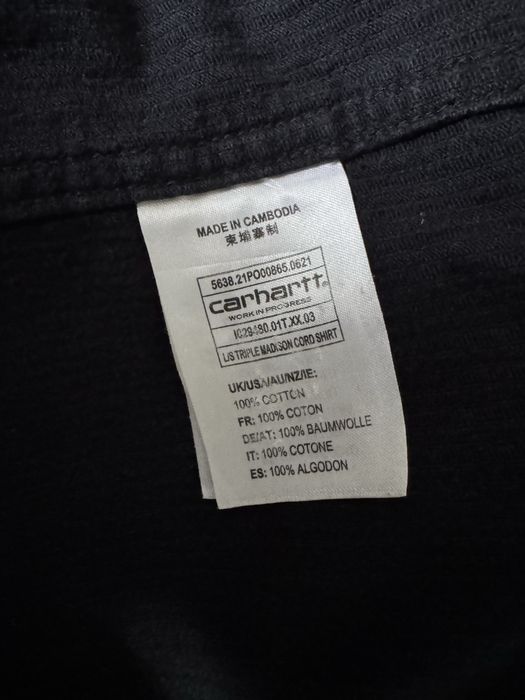 MADE IN CAMBODIA
柬埔寨制
5638.21PO00865.0621
carhartt®
WORK IN PROGRESS
I029480.01T.XX.03
L/S TRIPLE MADISON CORD SHIRT
UK/US/AU/NZ/IE:
100% COTTON
FR: 100% COTON
DE/AT: 100% BAUMWOLLE
IT: 100% COTONE
ES: 100% ALGODON